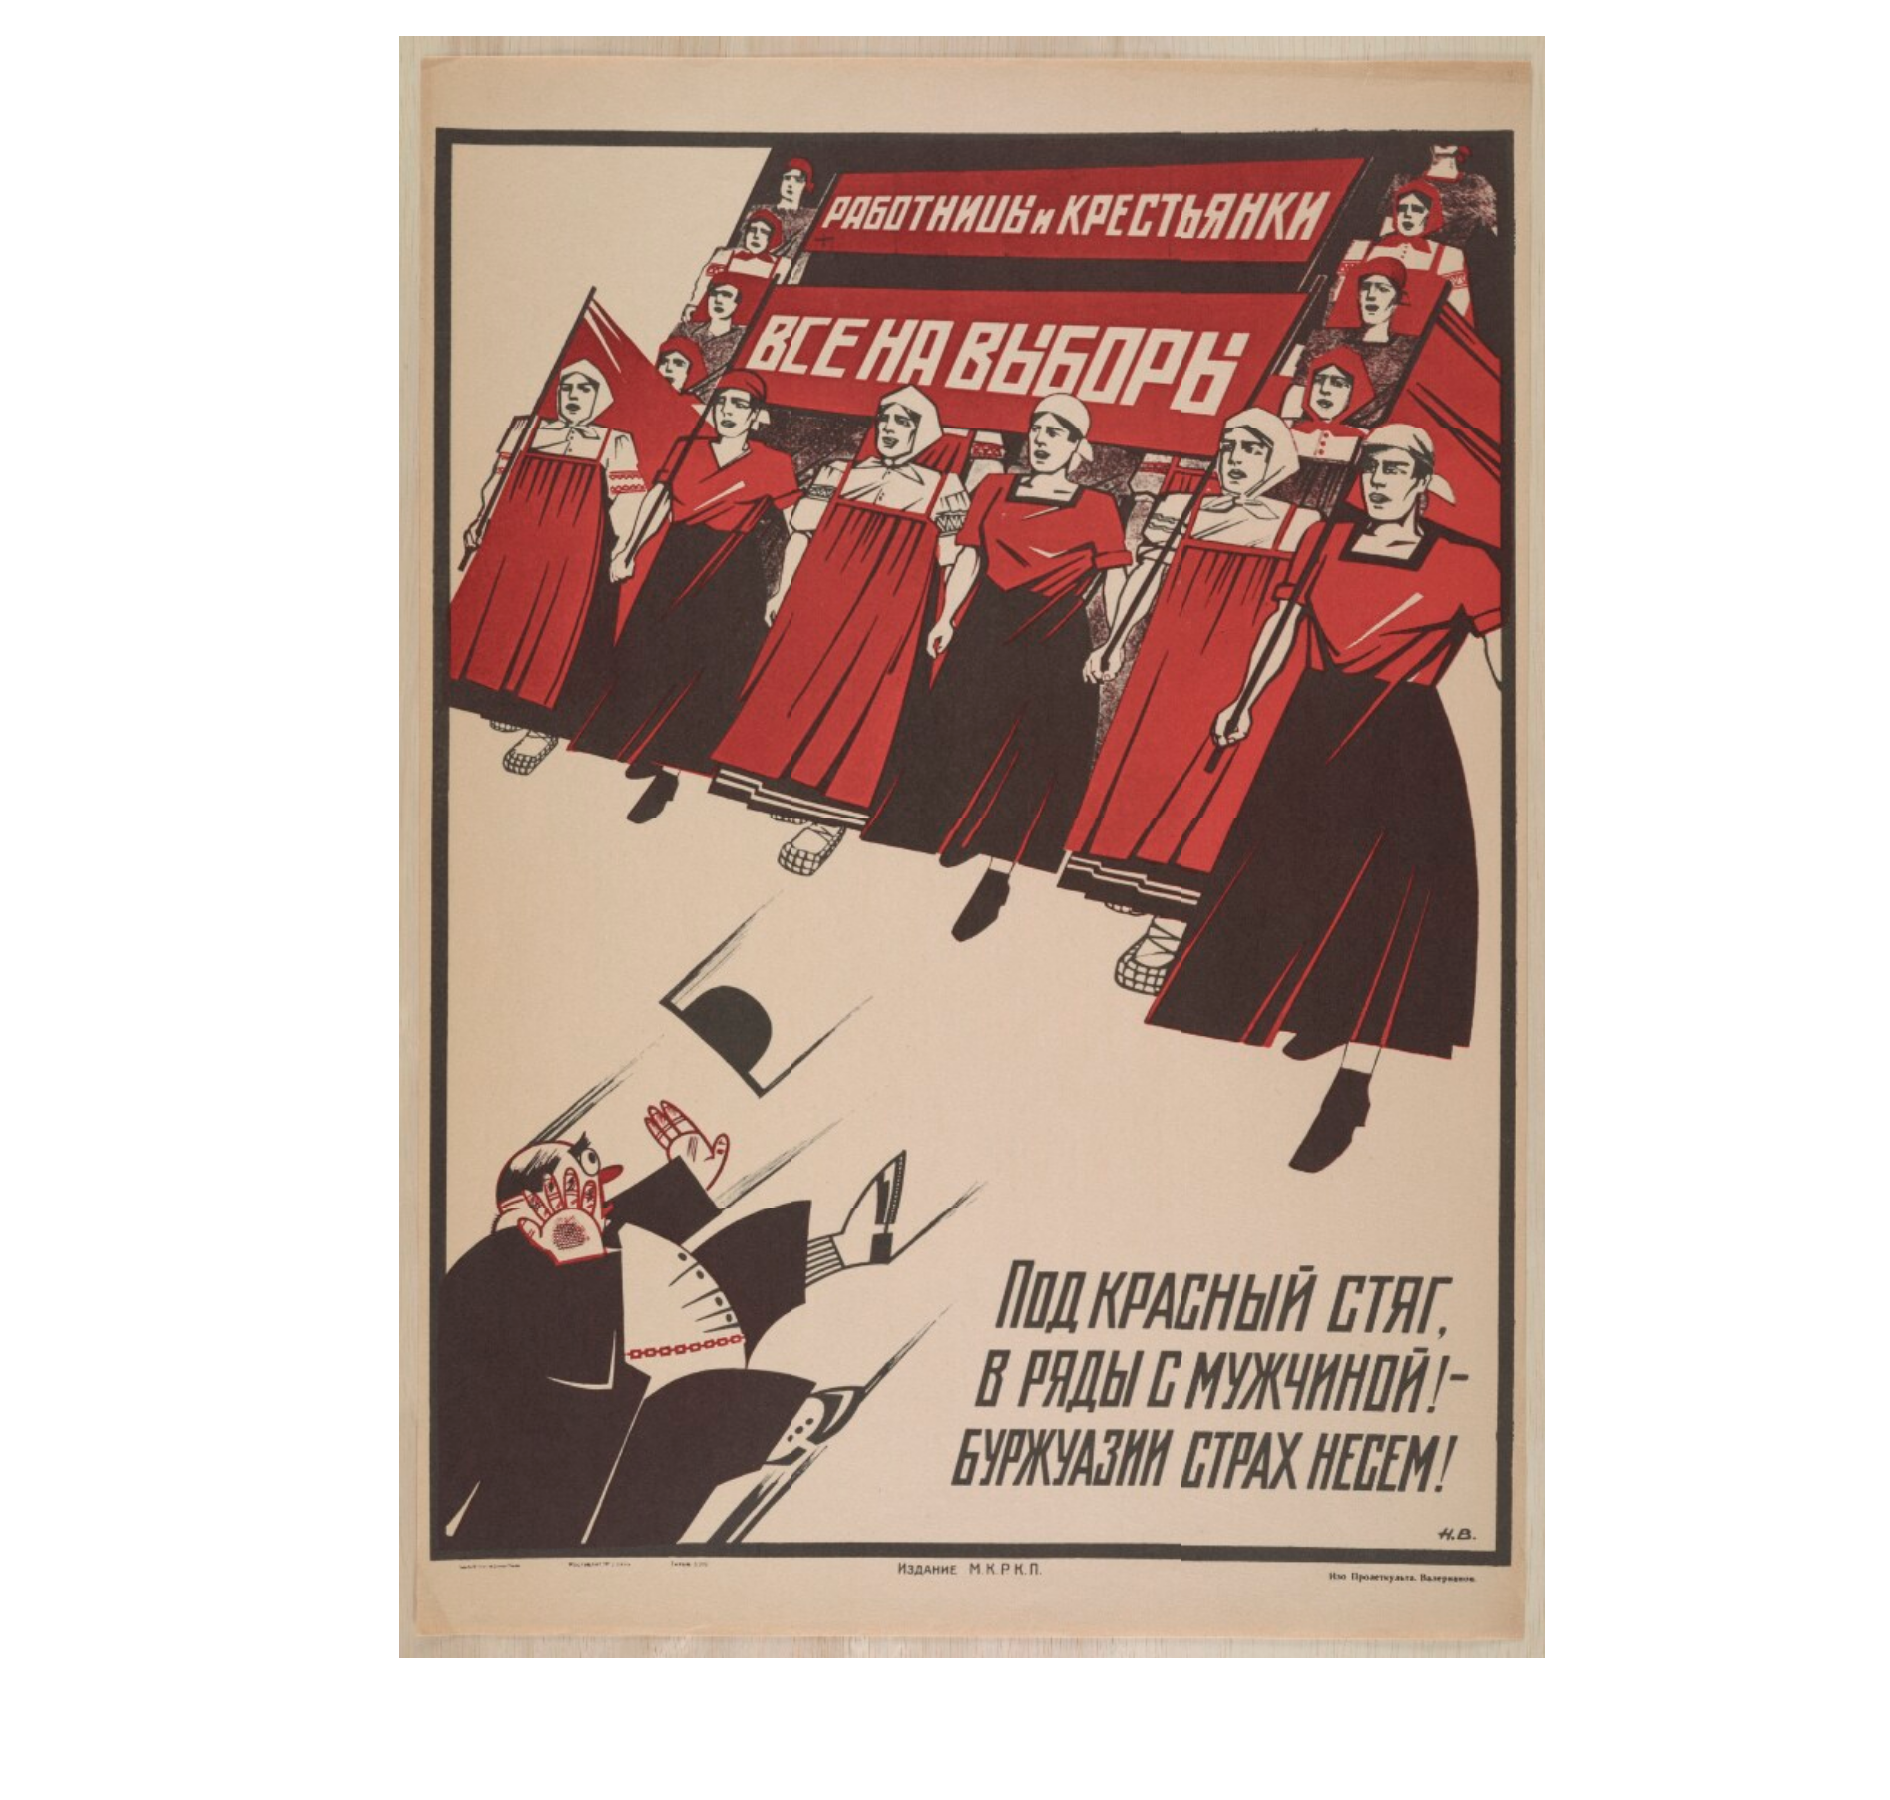 РАБОТНИЦЫ и КРЕСТЬЯНКИ
ВСЕ НА ВЫБОРЫ
ПОД КРАСНЫЙ СТЯГ,
В РЯДЫ С МУЖЧИНОЙ!-
БУРЖУАЗИИ СТРАХ НЕСЕМ!
Н.В.
Издание М.К.Р.К.П.
Изо Пролеткульта. Валерианов.